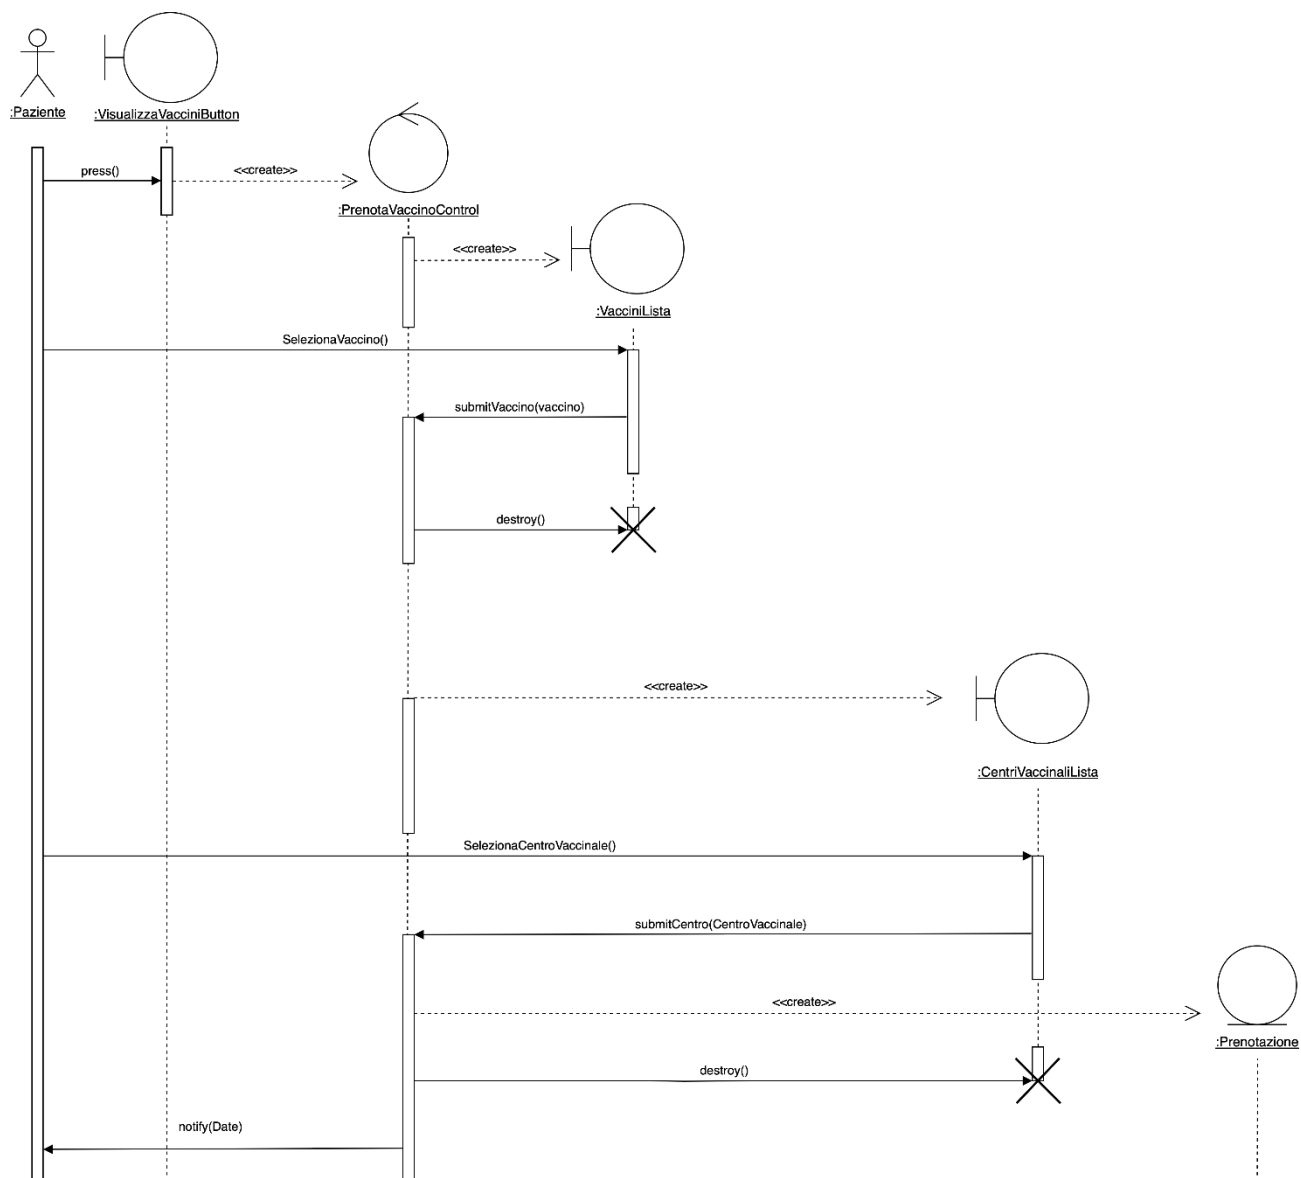 :Paziente
:VisualizzaVacciniButton
press()
<<create>>
:PrenotaVaccinoControl
<<create>>
:VacciniLista
SelezionaVaccino()
submitVaccino(vaccino)
destroy()
<<create>>
:CentriVaccinaliLista
SelezionaCentroVaccinale()
submitCentro(CentroVaccinale)
<<create>>
:Prenotazione
destroy()
notify(Date)